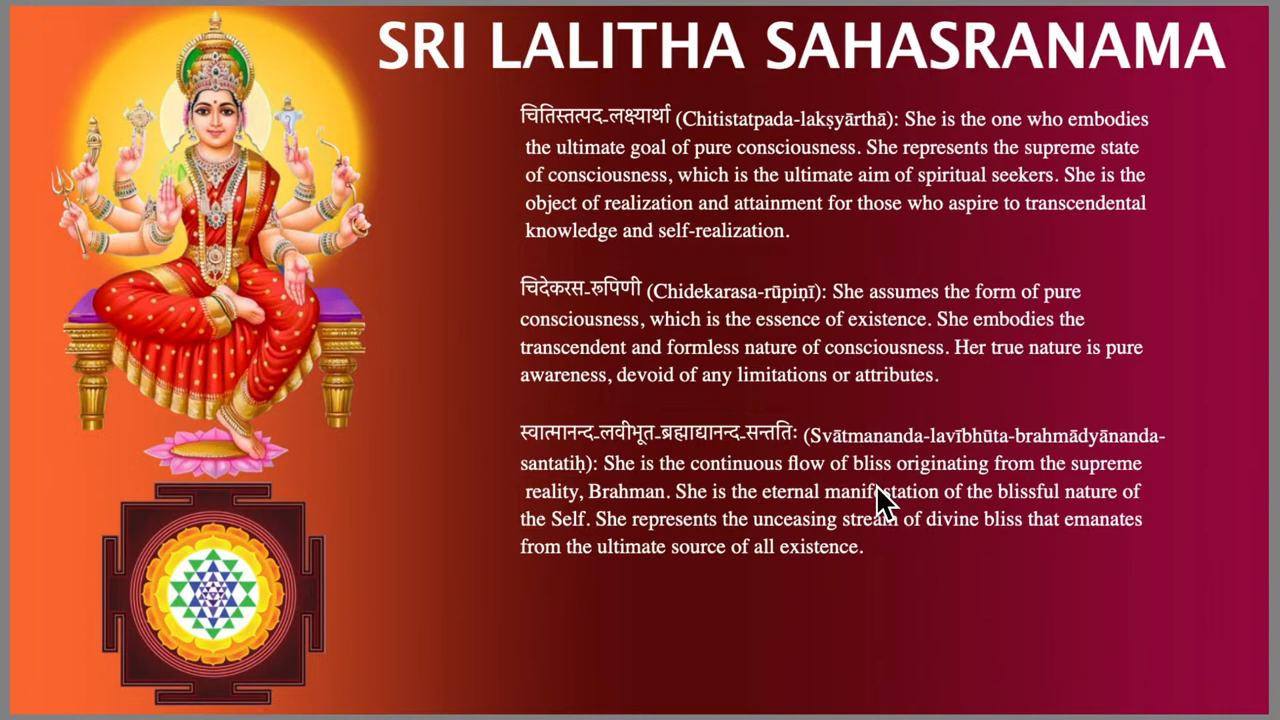 SRI LALITHA SAHASRANAMA
चितिस्तत्पद-लक्ष्यार्था (Chitistatpada-lakṣyārthā): She is the one who embodies
the ultimate goal of pure consciousness. She represents the supreme state
of consciousness, which is the ultimate aim of spiritual seekers. She is the
object of realization and attainment for those who aspire to transcendental
knowledge and self-realization.
चिदेकरस-रूपिणी (Chidekarasa-rūpiṇī): She assumes the form of pure
consciousness, which is the essence of existence. She embodies the
transcendent and formless nature of consciousness. Her true nature is pure
awareness, devoid of any limitations or attributes.
स्वात्मानन्द-लवीभूत-ब्रह्माद्यानन्द-सन्ततिः (Svātmananda-lavībhūta-brahmādyānanda-
santatiḥ): She is the continuous flow of bliss originating from the supreme
reality, Brahman. She is the eternal manifestation of the blissful nature of
the Self. She represents the unceasing stream of divine bliss that emanates
from the ultimate source of all existence.